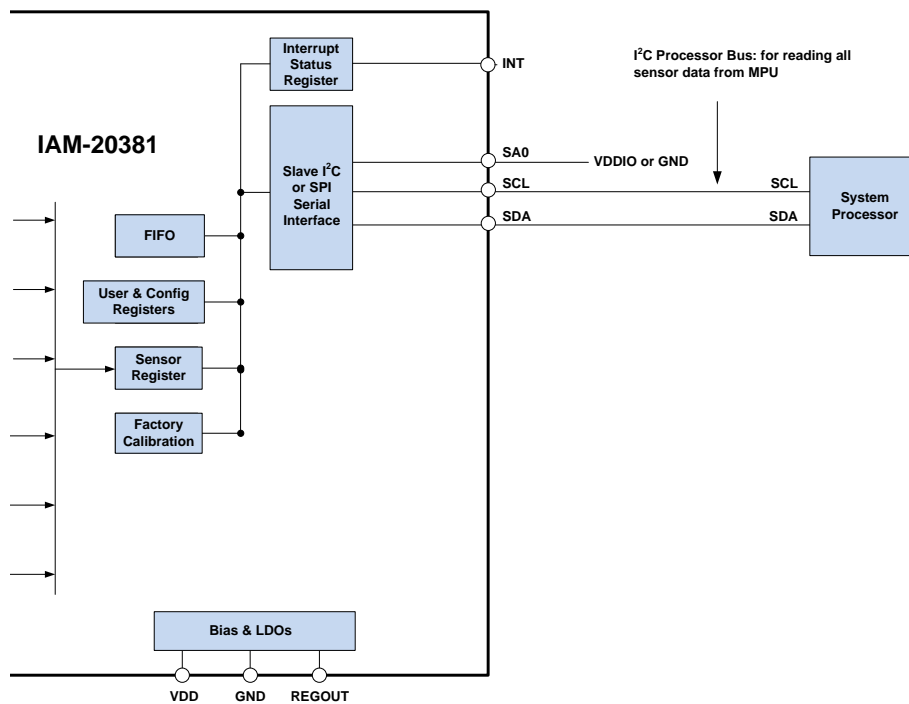 Interrupt
Status
Register
INT
I²C Processor Bus: for reading all
sensor data from MPU
IAM-20381
Slave I²C
or SPI
Serial
Interface
SA0
VDDIO or GND
SCL
SCL
SDA
SDA
System
Processor
FIFO
User & Config
Registers
Sensor
Register
Factory
Calibration
Bias & LDOs
VDD
GND
REGOUT